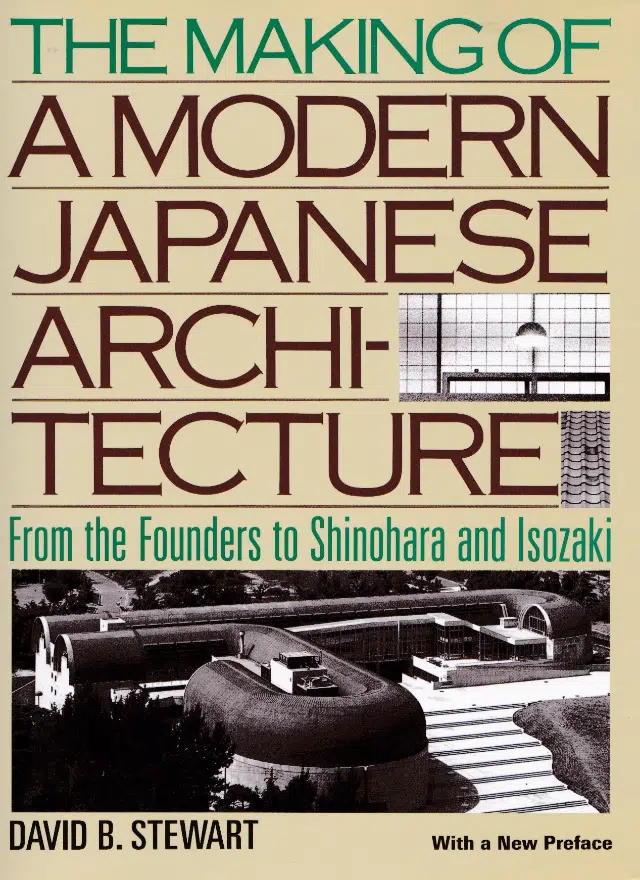 THE MAKING OF
A MODERN
JAPANESE
ARCHI-
TECTURE
From the Founders to Shinohara and Isozaki
DAVID B. STEWART
With a New Preface